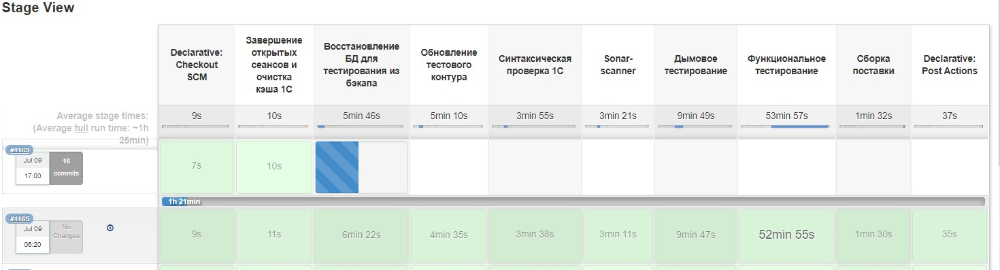 Stage View
Declarative:
Checkout
SCM
Завершение
открытых
сеансов и
очистка
кэша 1С
Восстановление
БД для
тестирования из
бэкапа
Обновление
тестового
контура
Синтаксическая
проверка 1С
Sonar-
scanner
Дымовое
тестирование
Функциональное
тестирование
Сборка
поставки
Declarative:
Post Actions
Average stage times:
(Average full run time: ~1h
25min)
9s
10s
5min 46s
5min 10s
3min 55s
3min 21s
9min 49s
53min 57s
1min 32s
37s
#1169
Jul 09
17:00
16
commits
7s
10s
1h 21min
#1165
Jul 09
06:20
No
Changes
9s
11s
6min 22s
4min 35s
3min 38s
3min 11s
9min 47s
52min 55s
1min 30s
35s